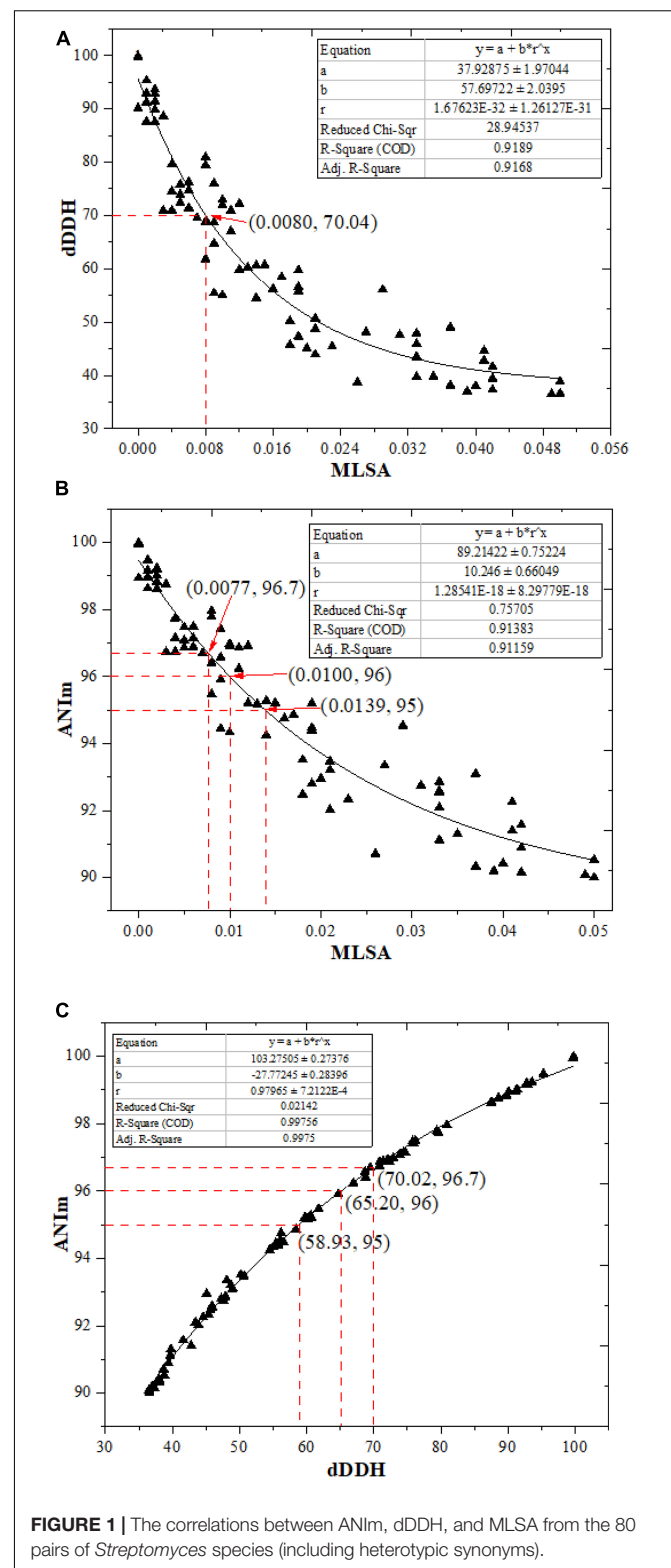 A
Equation y = a + b*r^x
a 37.92875 ± 1.97044
b 57.69722 ± 2.0395
r 1.67623E-32 ± 1.26127E-31
Reduced Chi-Sqr 28.94537
R-Square (COD) 0.9189
Adj. R-Square 0.9168
100
90
80
70
60
50
40
30
dDDH
(0.0080, 70.04)
0.000 0.008 0.016 0.024 0.032 0.040 0.048 0.056
MLSA
B
Equation y = a + b*r^x
a 89.21422 ± 0.75224
b 10.246 ± 0.66049
r 1.28541E-18 ± 8.29779E-18
Reduced Chi-Sqr 0.75705
R-Square (COD) 0.91383
Adj. R-Square 0.91159
100
98
96
94
92
90
ANIm
(0.0077, 96.7)
(0.0100, 96)
(0.0139, 95)
0.00 0.01 0.02 0.03 0.04 0.05
MLSA
C
Equation y = a + b*r^x
a 103.27505 ± 0.27376
b -27.77245 ± 0.28396
r 0.97965 ± 7.2122E-4
Reduced Chi-Sqr 0.02142
R-Square (COD) 0.99756
Adj. R-Square 0.9975
100
98
96
94
92
90
ANIm
(70.02, 96.7)
(65.20, 96)
(58.93, 95)
30 40 50 60 70 80 90 100
dDDH
FIGURE 1 | The correlations between ANIm, dDDH, and MLSA from the 80
pairs of Streptomyces species (including heterotypic synonyms).